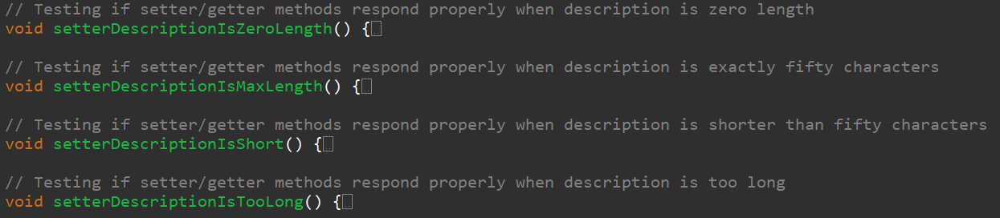 // Testing if setter/getter methods respond properly when description is zero length
void setterDescriptionIsZeroLength() {
// Testing if setter/getter methods respond properly when description is exactly fifty characters
void setterDescriptionIsMaxLength() {
// Testing if setter/getter methods respond properly when description is shorter than fifty characters
void setterDescriptionIsShort() {
// Testing if setter/getter methods respond properly when description is too long
void setterDescriptionIsTooLong() {